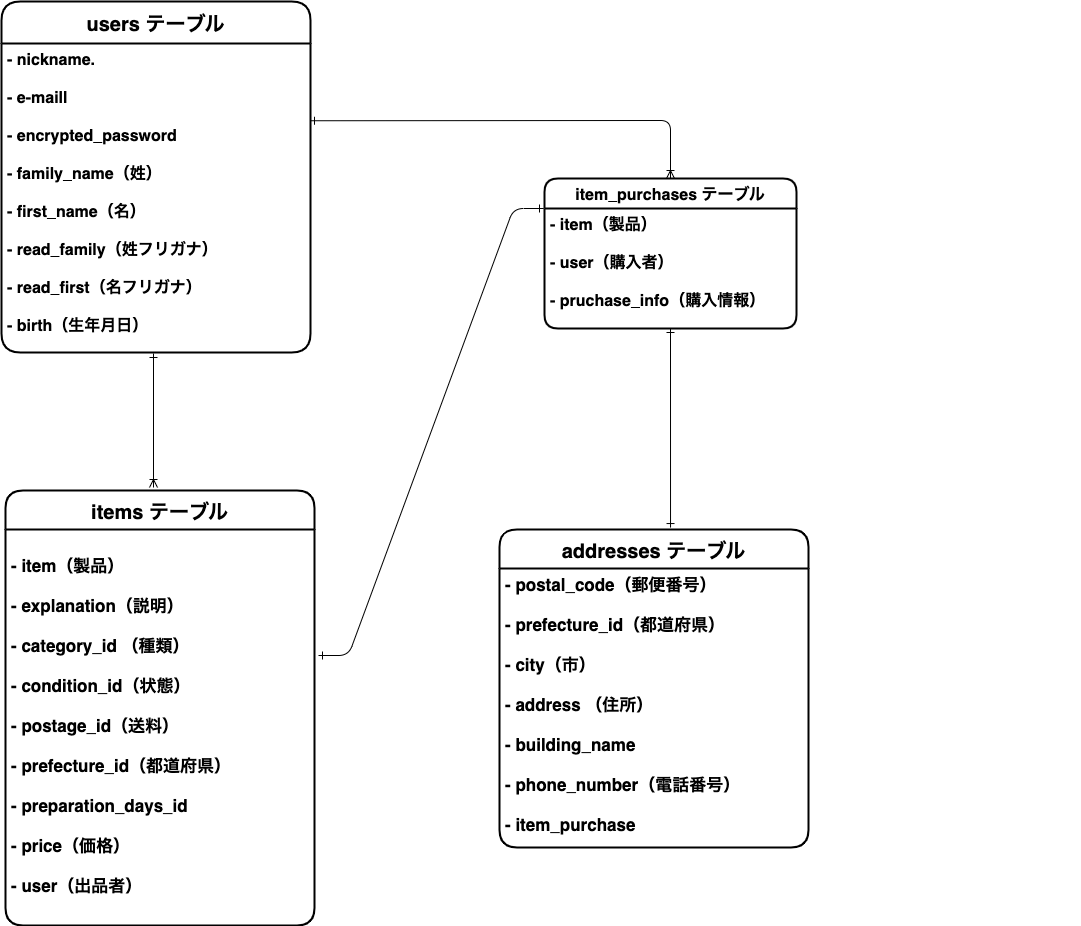 users テーブル
- nickname.
- e-maill
- encrypted_password
- family_name（姓）
- first_name（名）
- read_family（姓フリガナ）
- read_first（名フリガナ）
- birth（生年月日）
item_purchases テーブル
- item（製品）
- user（購入者）
- pruchase_info（購入情報）
items テーブル
- item（製品）
- explanation（説明）
- category_id （種類）
- condition_id（状態）
- postage_id（送料）
- prefecture_id（都道府県）
- preparation_days_id
- price（価格）
- user（出品者）
addresses テーブル
- postal_code（郵便番号）
- prefecture_id（都道府県）
- city（市）
- address （住所）
- building_name
- phone_number（電話番号）
- item_purchase